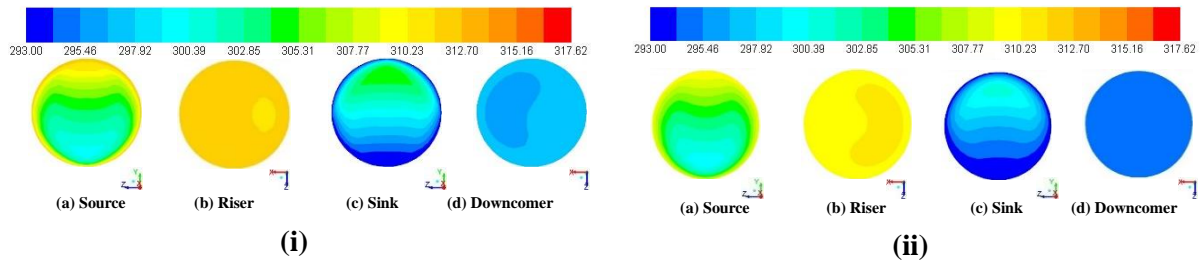 293.00 295.46 297.92 300.39 302.85 305.31 307.77 310.23 312.70 315.16 317.62
Z Y X X Z Z Y X X Z
(a) Source (b) Riser (c) Sink (d) Downcomer
(i)
293.00 295.46 297.92 300.39 302.85 305.31 307.77 310.23 312.70 315.16 317.62
Z Y X X Z Z Y X X Z
(a) Source (b) Riser (c) Sink (d) Downcomer
(ii)